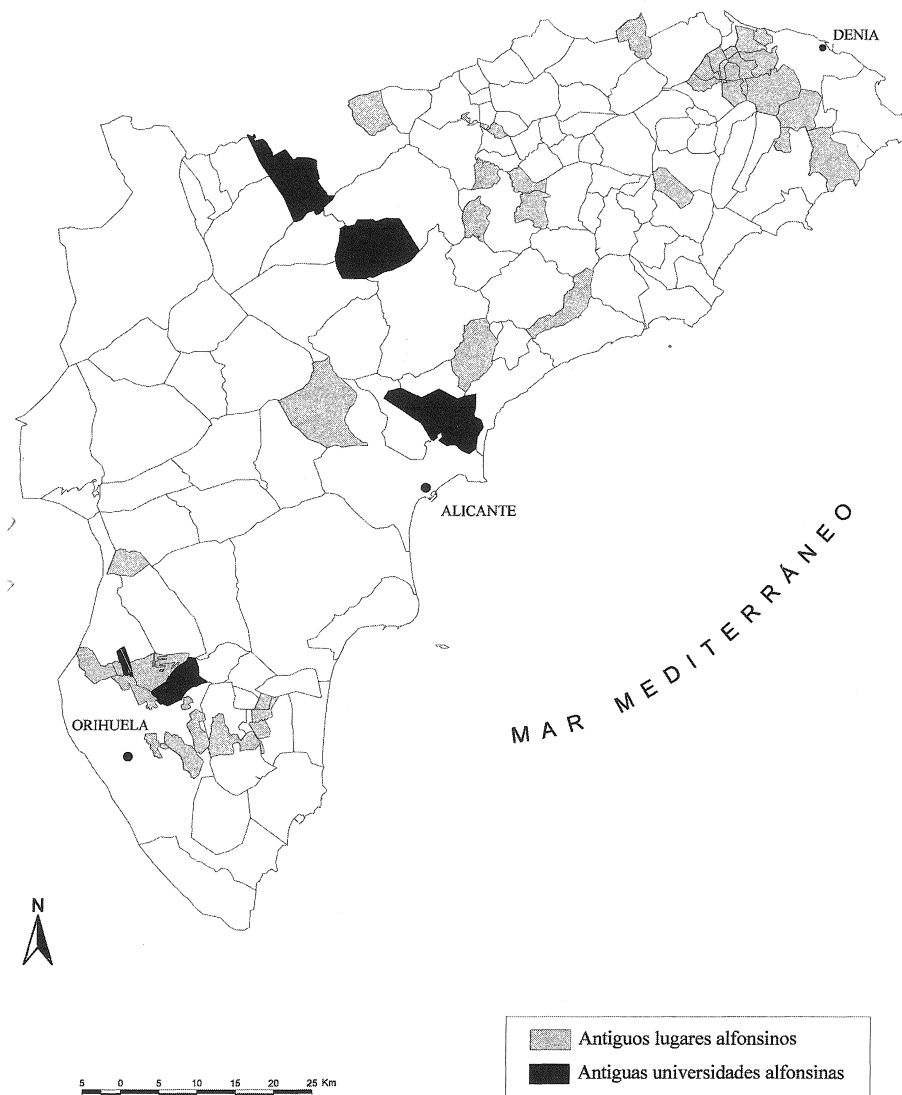 DENIA
ALICANTE
MAR MEDITERRÁNEO
ORIHUELA
N
5 0 5 10 15 20 25 Km
Antiguos lugares alfonsinos
Antiguas universidades alfonsinas